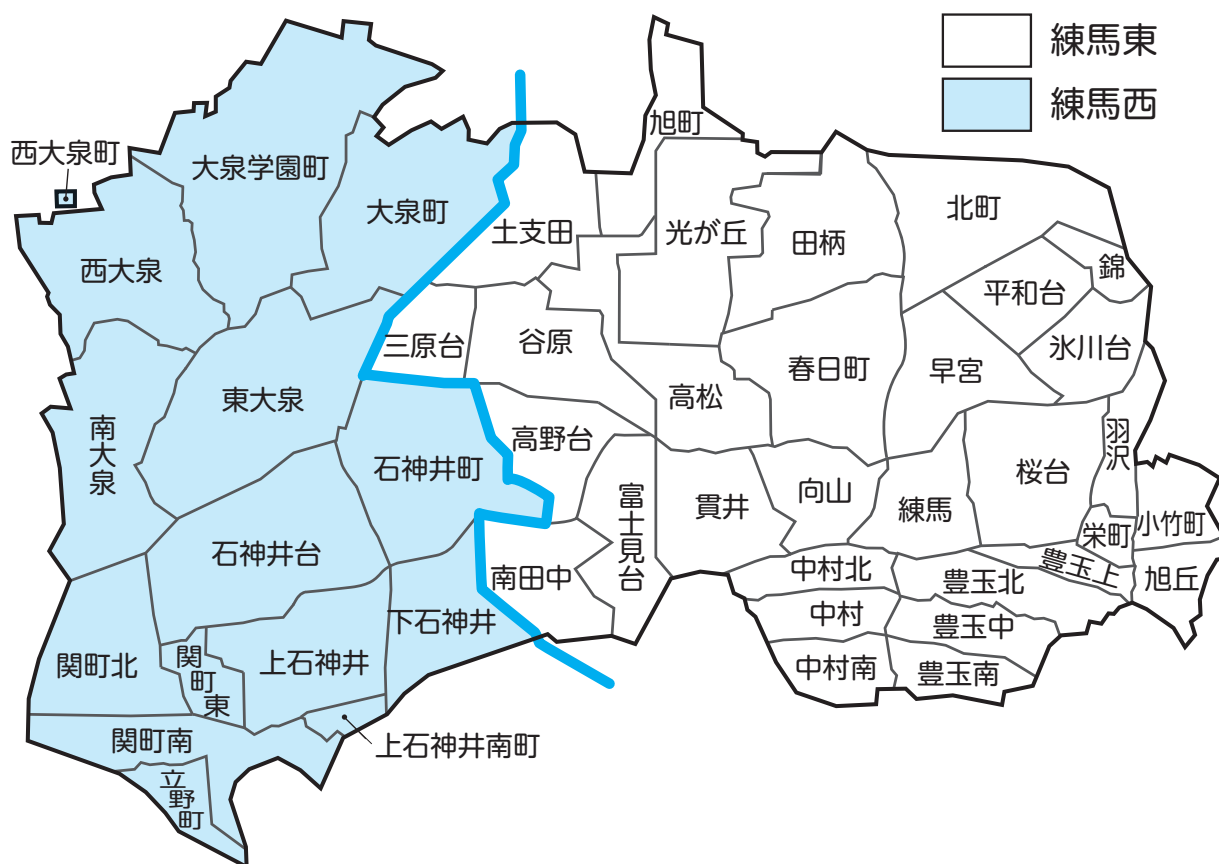 練馬東
練馬西
旭町
西大泉町
大泉学園町
大泉町
土支田
光が丘
田柄
北町
西大泉
平和台
錦
三原台
谷原
春日町
早宮
氷川台
東大泉
高松
南大泉
高野台
石神井町
富士見台
貫井
向山
練馬
桜台
羽沢
栄町
小竹町
石神井台
南田中
中村北
豊玉北
豊玉上
旭丘
下石神井
中村
豊玉中
関町北
関町東
上石神井
中村南
豊玉南
関町南
上石神井南町
立野町